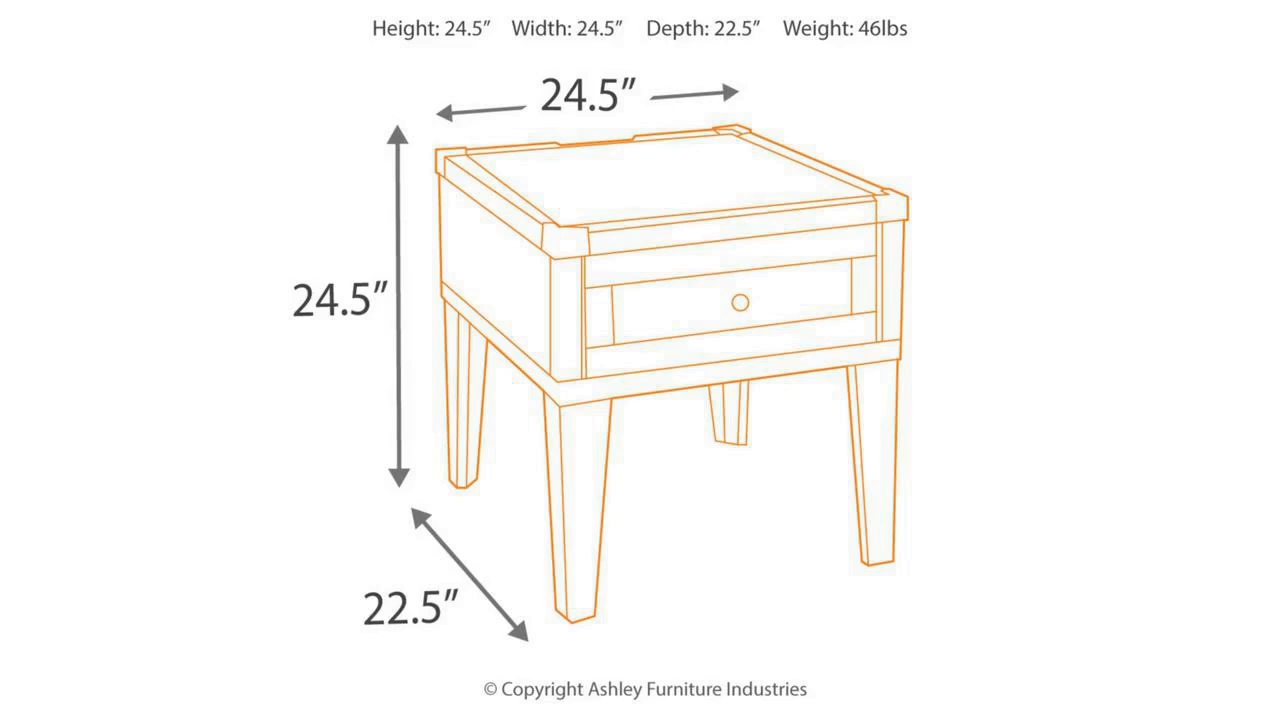 Height: 24.5” Width: 24.5” Depth: 22.5” Weight: 46lbs
24.5”
24.5”
22.5”
© Copyright Ashley Furniture Industries